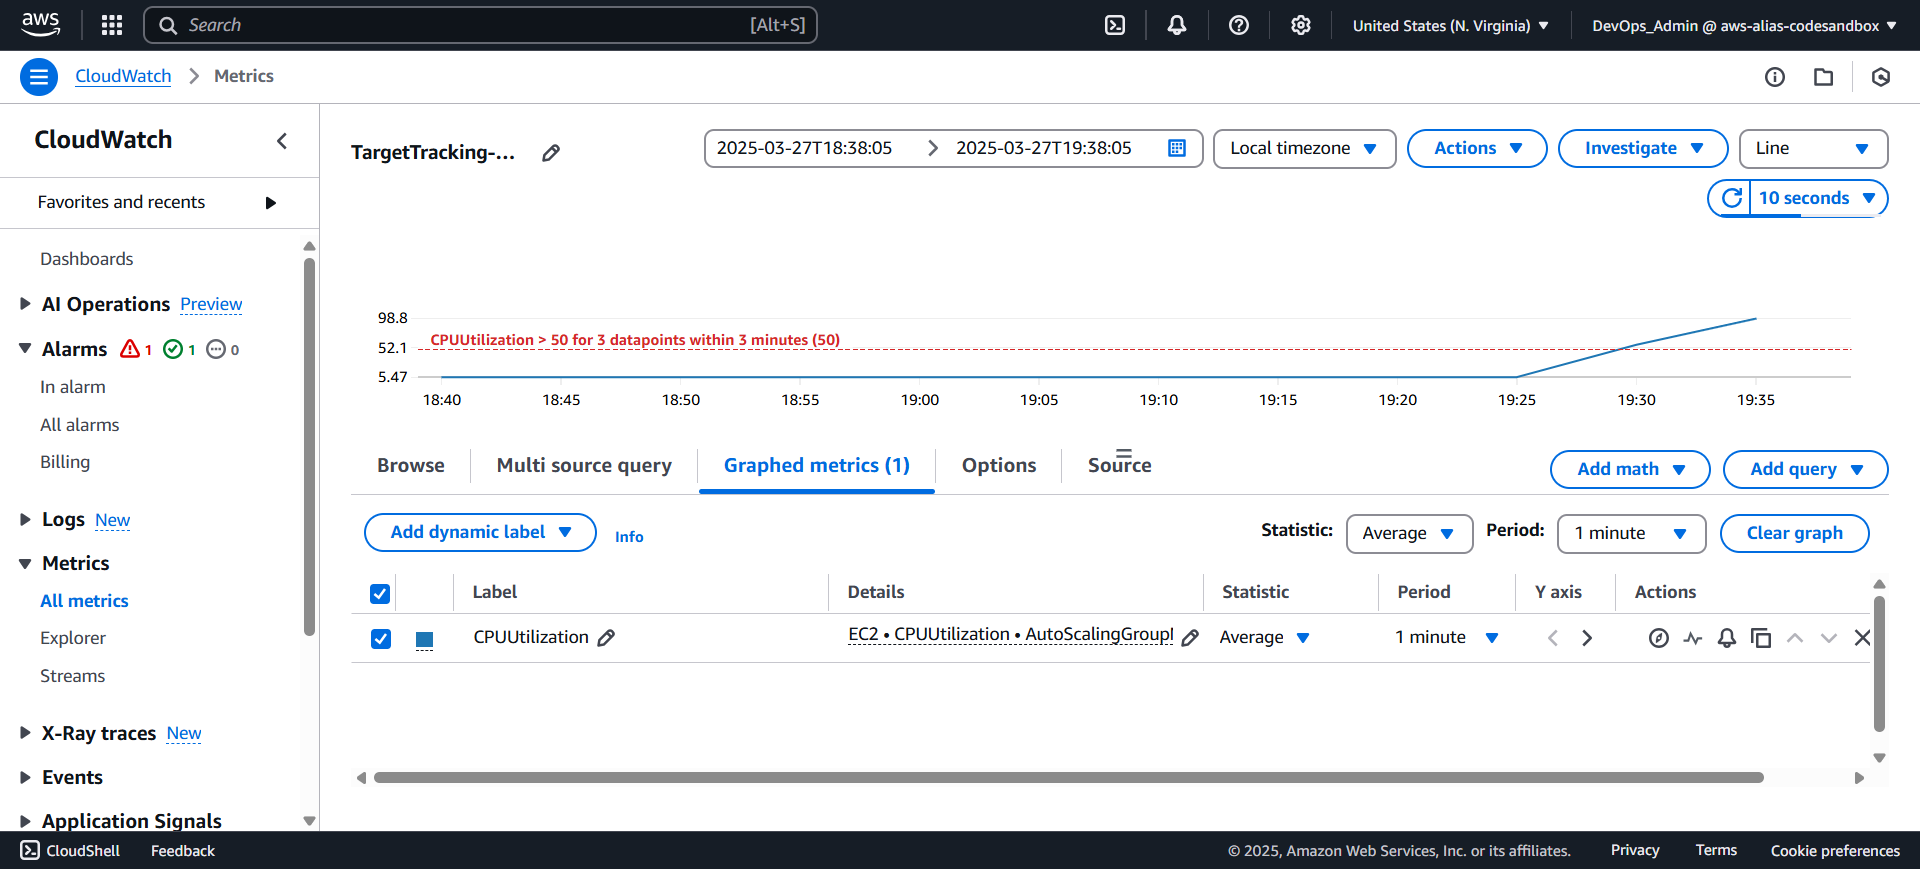 aws
Search [Alt+S]
United States (N. Virginia)
DevOps_Admin @ aws-alias-codesandbox
CloudWatch
Metrics
CloudWatch
Favorites and recents
Dashboards
AI Operations Preview
Alarms 1 1 0
In alarm
All alarms
Billing
Logs New
Metrics
All metrics
Explorer
Streams
X-Ray traces New
Events
Application Signals
TargetTracking-...
2025-03-27T18:38:05 2025-03-27T19:38:05
Local timezone
Actions
Investigate
Line
10 seconds
98.8
CPUUtilization > 50 for 3 datapoints within 3 minutes (50)
52.1
5.47
18:40 18:45 18:50 18:55 19:00 19:05 19:10 19:15 19:20 19:25 19:30 19:35
Browse Multi source query Graphed metrics (1) Options Source
Add math Add query
Add dynamic label Info
Statistic: Average Period: 1 minute Clear graph
Label Details Statistic Period Y axis Actions
CPUUtilization EC2 • CPUUtilization • AutoScalingGroup Average 1 minute
CloudShell Feedback
© 2025, Amazon Web Services, Inc. or its affiliates. Privacy Terms Cookie preferences